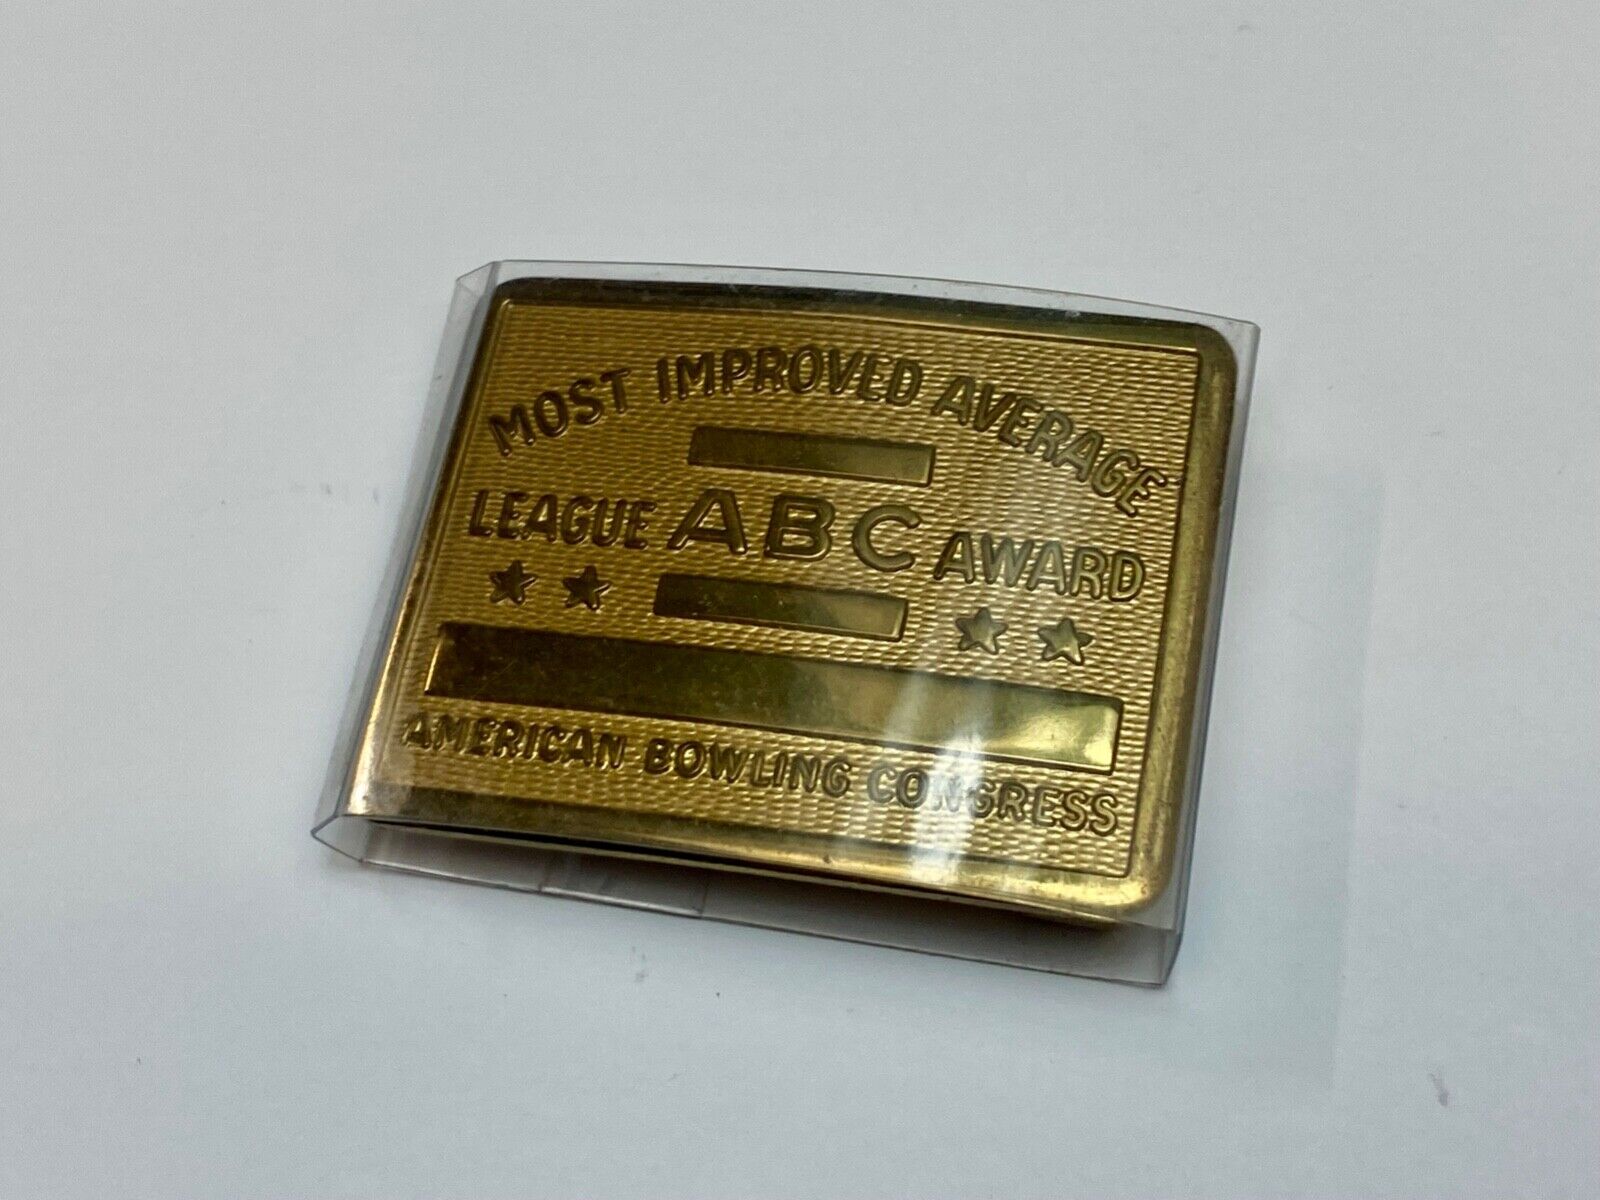 MOST IMPROVED AVERAGE
LEAGUE ABC AWARD
AMERICAN BOWLING CONGRESS